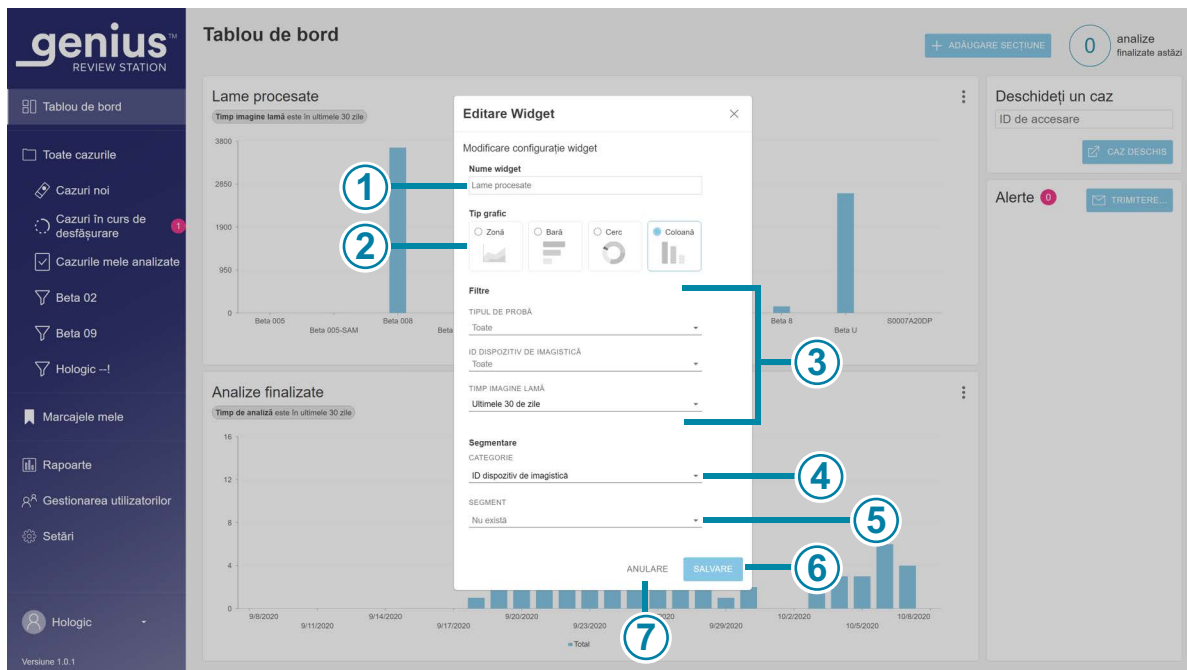 genius™
REVIEW STATION
Tablou de bord
Toate cazurile
Cazuri noi
Cazuri în curs de
desfășurare
1
Cazurile mele analizate
Beta 02
Beta 09
Hologic --!
Marcajele mele
Rapoarte
Gestionarea utilizatorilor
Setări
Hologic
Versiune 1.0.1
Tablou de bord
+ ADĂUGARE SECȚIUNE
0
analize
finalizate astăzi
Lame procesate
Timp imagine lamă este în ultimele 30 zile
3800
2850
1900
950
0
Beta 005
Beta 005-SAM
Beta 008
Beta
Beta 8
Beta U
S0007A20DP
Analize finalizate
Timp de analiză este în ultimele 30 zile
16
12
8
4
0
9/8/2020
9/11/2020
9/14/2020
9/17/2020
9/20/2020
9/23/2020
2020
9/29/2020
10/2/2020
10/5/2020
10/8/2020
Total
Editare Widget
Modificare configurație widget
Nume widget
Lame procesate
1
Tip grafic
Zonă
Bară
Cerc
Coloană
2
Filtre
TIPUL DE PROBĂ
Toate
ID DISPOZITIV DE IMAGISTICĂ
Toate
3
TIMP IMAGINE LAMĂ
Ultimele 30 de zile
Segmentare
CATEGORIE
ID dispozitiv de imagistică
4
SEGMENT
Nu există
5
ANULARE
SALVARE
6
7
Deschideți un caz
ID de accesare
CAZ DESCHIS
Alerte 0
TRIMITERE...